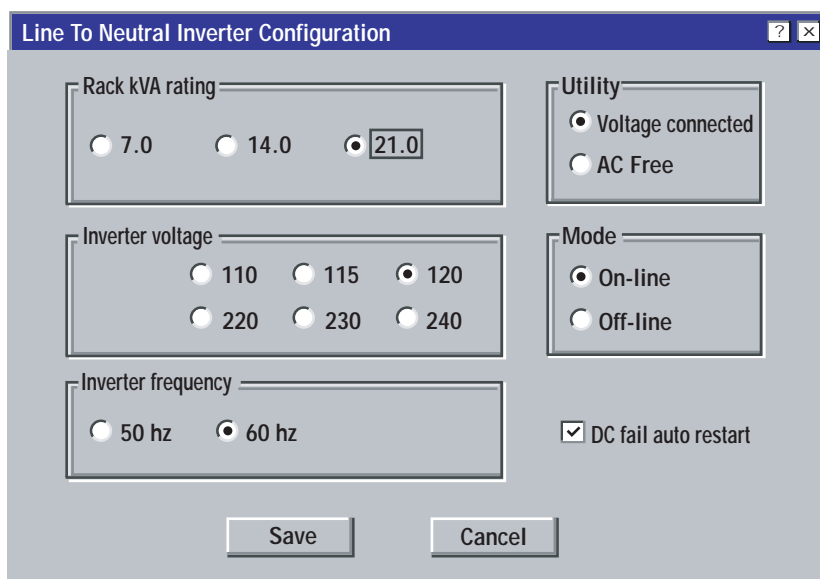 Line To Neutral Inverter Configuration
?
Rack kVA rating
7.0 14.0 21.0
Utility
Voltage connected
AC Free
Inverter voltage
110 115 120
220 230 240
Mode
On-line
Off-line
Inverter frequency
50 hz 60 hz
DC fail auto restart
Save Cancel